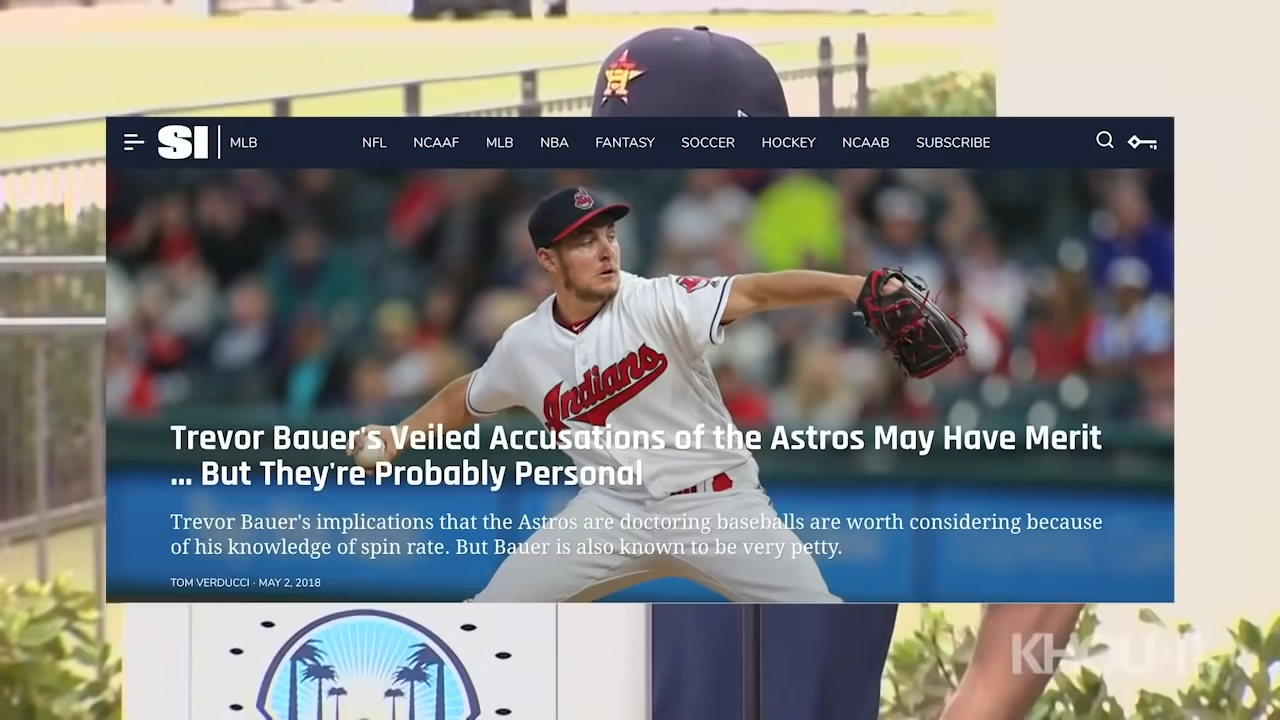 SI
MLB
NFL
NCAAF
MLB
NBA
FANTASY
SOCCER
HOCKEY
NCAAB
SUBSCRIBE
H
Indians
Trevor Bauer's Veiled Accusations of the Astros May Have Merit
... But They're Probably Personal
Trevor Bauer's implications that the Astros are doctoring baseballs are worth considering because
of his knowledge of spin rate. But Bauer is also known to be very petty.
TOM VERDUCCI · MAY 2, 2018
KHOU 11